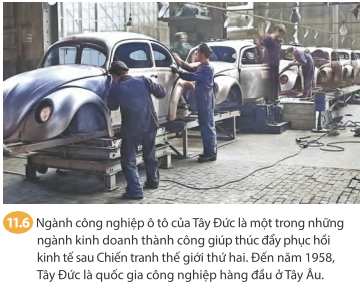 11.6 Ngành công nghiệp ô tô của Tây Đức là một trong những
ngành kinh doanh thành công giúp thúc đẩy phục hồi
kinh tế sau Chiến tranh thế giới thứ hai. Đến năm 1958,
Tây Đức là quốc gia công nghiệp hàng đầu ở Tây Âu.